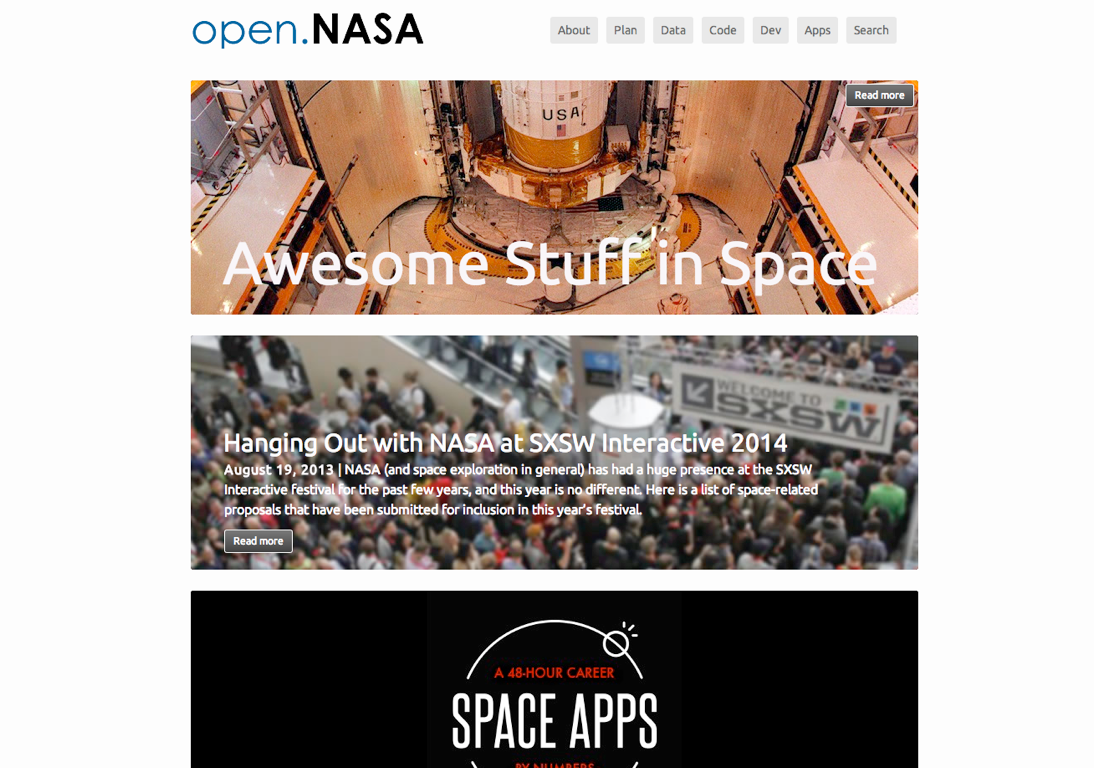 open.NASA
About Plan Data Code Dev Apps Search
Read more
USA
Awesome Stuff in Space
WELCOME TO
SXSW
Hanging Out with NASA at SXSW Interactive 2014
August 19, 2013 | NASA (and space exploration in general) has had a huge presence at the SXSW
Interactive festival for the past few years, and this year is no different. Here is a list of space-related
proposals that have been submitted for inclusion in this year's festival.
Read more
A 48-HOUR CAREER
SPACE APPS
BY NUMBERS